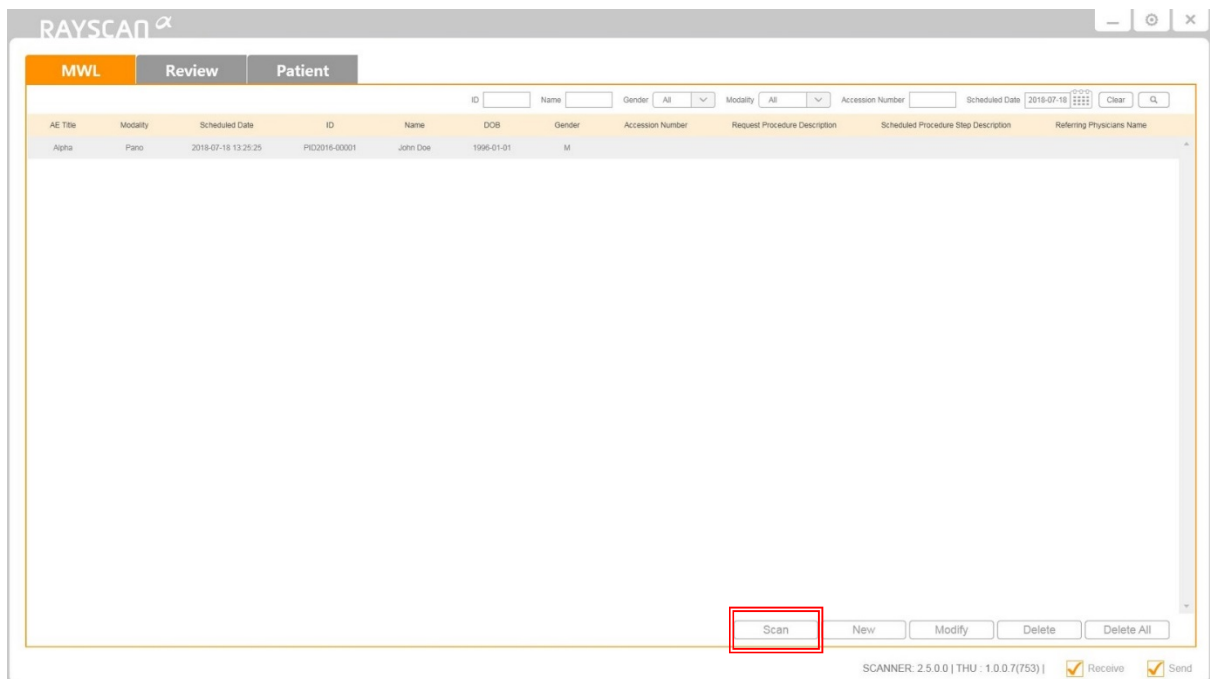 RAYSCAN α
MWL Review Patient
ID Name Gender All Modality All Accession Number Scheduled Date 2018-07-18 Clear
AE Title Modality Scheduled Date ID Name DOB Gender Accession Number Request Procedure Description Scheduled Procedure Step Description Referring Physicians Name
Alpha Pano 2018-07-18 13:25:25 PID2016-00001 John Doe 1996-01-01 M
Scan New Modify Delete Delete All
SCANNER: 2.5.0.0 | THU : 1.0.0.7(753) | Receive Send